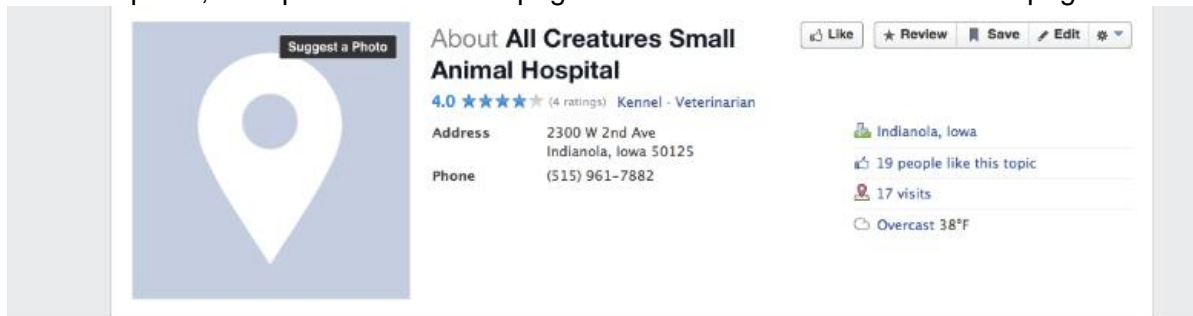 Suggest a Photo
About All Creatures Small
Animal Hospital
4.0 (4 ratings) Kennel · Veterinarian
Address 2300 W 2nd Ave
Indianola, Iowa 50125
Phone (515) 961-7882
Like Review Save Edit
Indianola, Iowa
19 people like this topic
17 visits
Overcast 38°F